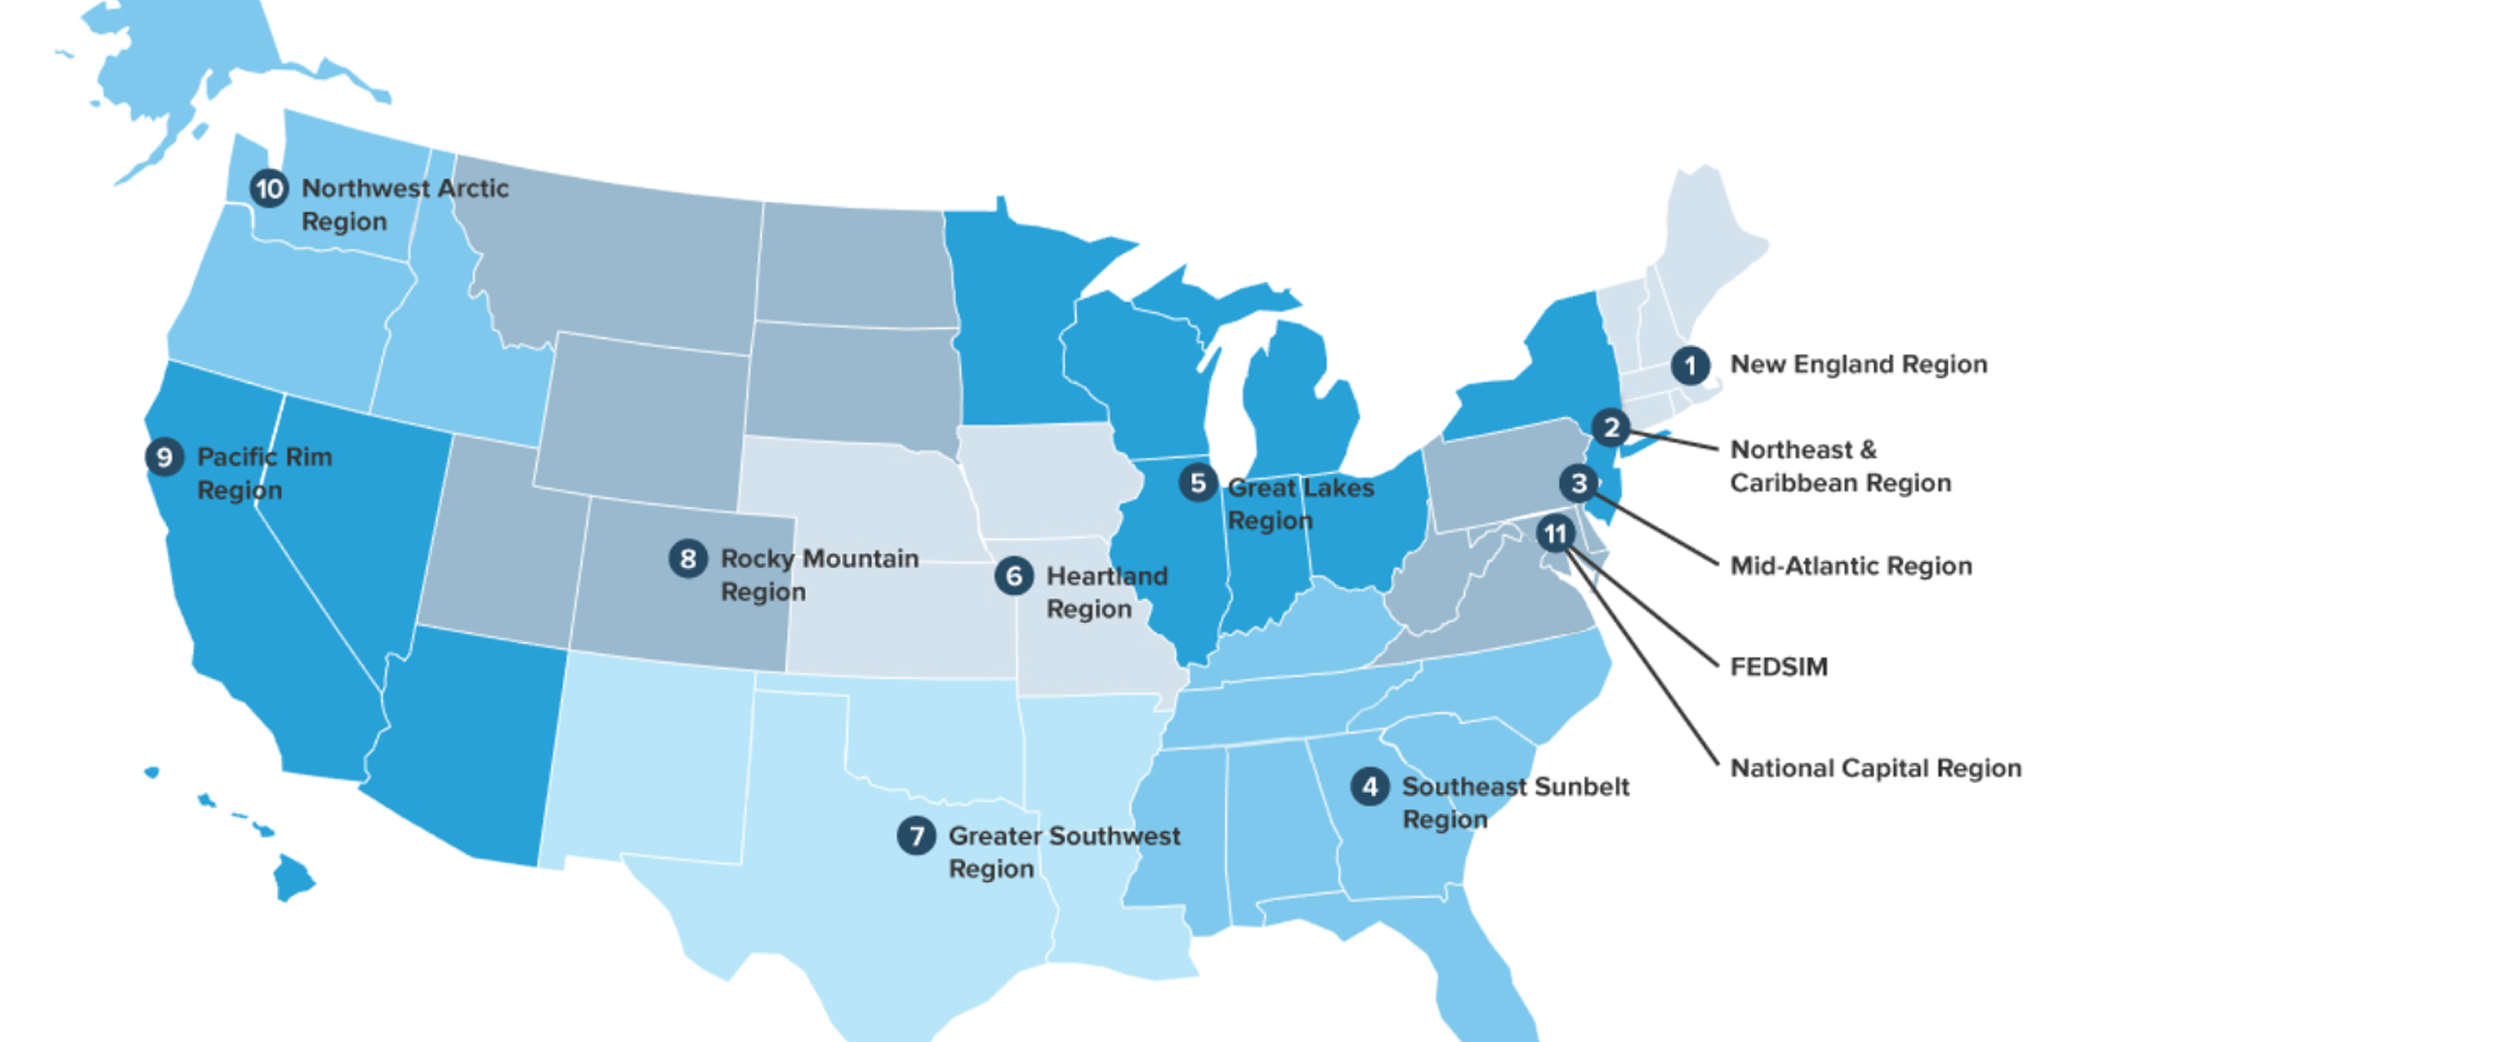 10 Northwest Arctic
Region
1 New England Region
2 Northeast &
Caribbean Region
9 Pacific Rim
Region
5 Great Lakes
Region
3 Mid-Atlantic Region
11
8 Rocky Mountain
Region
6 Heartland
Region
FEDSIM
National Capital Region
4 Southeast Sunbelt
Region
7 Greater Southwest
Region